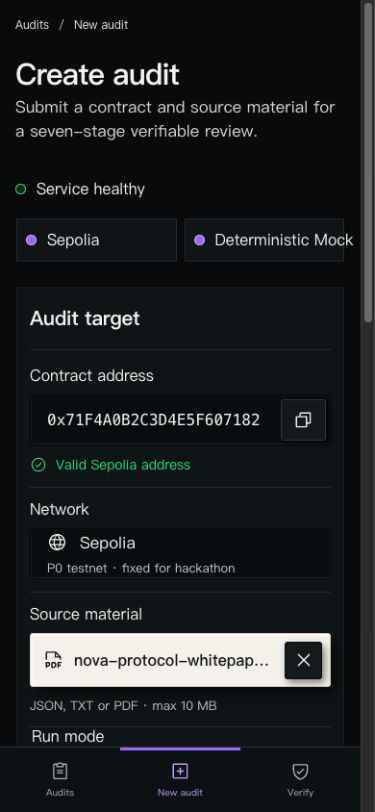 Audits / New audit
Create audit
Submit a contract and source material for
a seven-stage verifiable review.
Service healthy
Sepolia
Deterministic Mock
Audit target
Contract address
0x71F4A0B2C3D4E5F607182
Valid Sepolia address
Network
Sepolia
P0 testnet · fixed for hackathon
Source material
PDF
nova-protocol-whitepap...
JSON, TXT or PDF · max 10 MB
Run mode
Audits
New audit
Verify